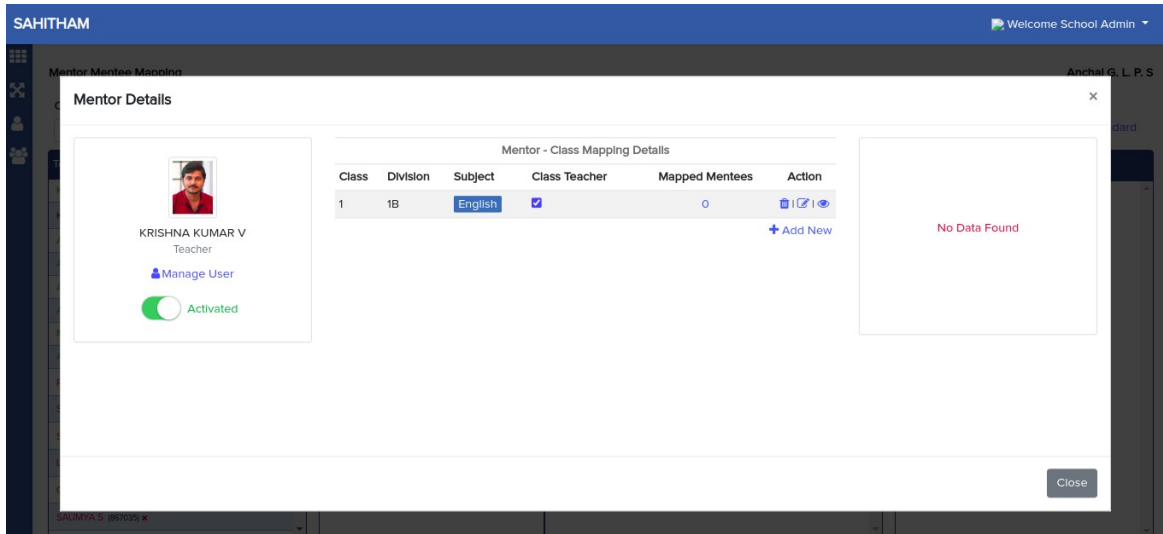 SAHITHAM
Welcome School Admin
Mentor Mentee Mapping
Anchal G. L. P. S
Mentor Details
×
dard
Mentor - Class Mapping Details
Class Division Subject Class Teacher Mapped Mentees Action
1 1B English 0 | |
+ Add New
KRISHNA KUMAR V
Teacher
Manage User
Activated
No Data Found
Close
SAUMYA S (867035) ×